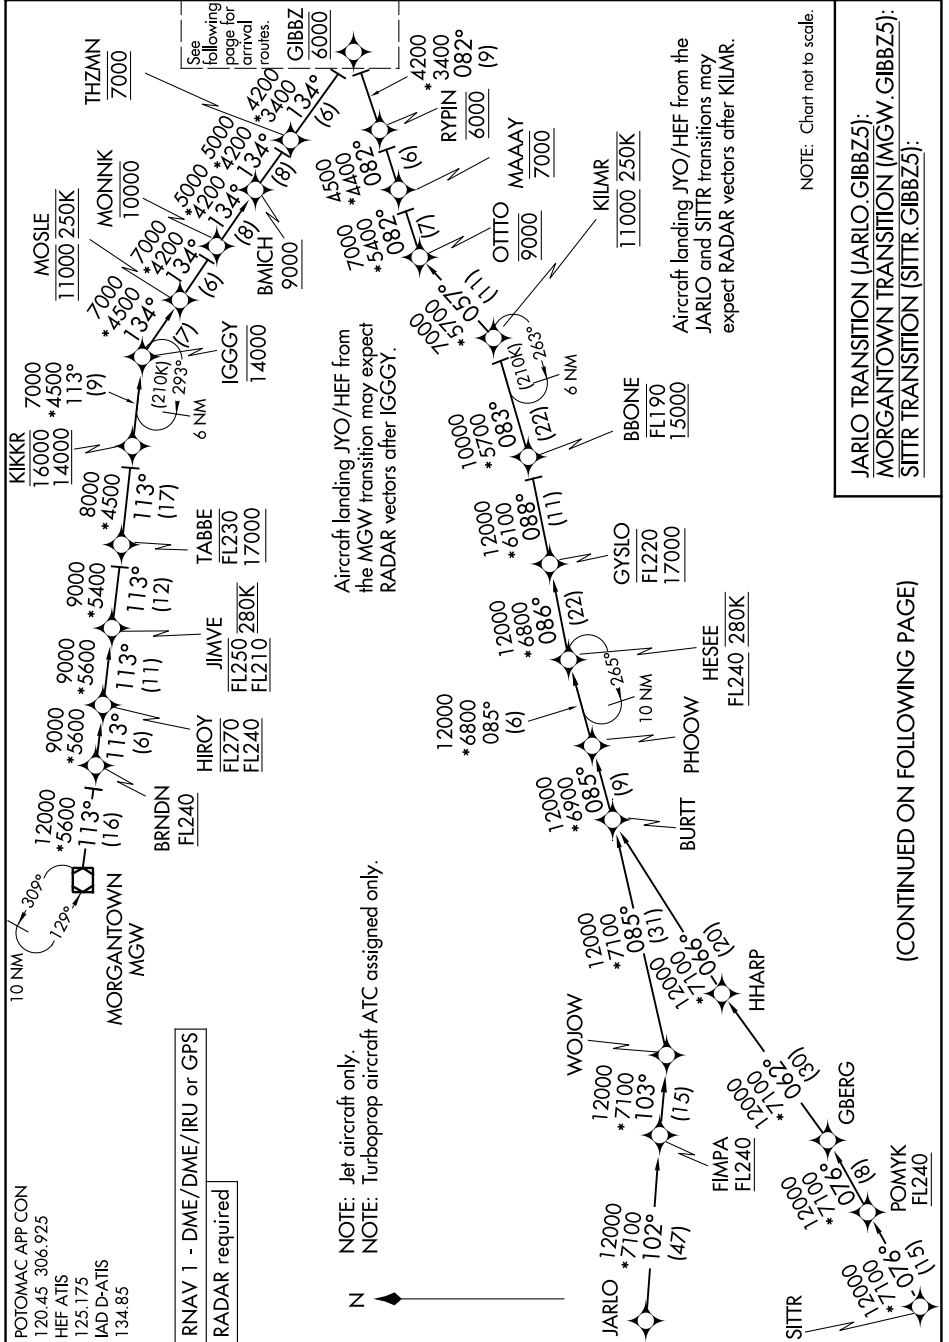 POTOMAC APP CON
120.45 306.925
HEF ATIS
125.175
IAD D-ATIS
134.85
RNAV 1 - DME/DME/IRU or GPS
RADAR required
NOTE: Jet aircraft only.
NOTE: Turboprop aircraft ATC assigned only.
N
10 NM
309°
129°
MORGANTOWN
MGW
12000
*5600
113°
(16)
BRNDN
FL240
9000
*5600
113°
(6)
HIROY
FL270
FL240
9000
*5600
113°
(11)
JIMVE
FL250 280K
FL210
9000
*5400
113°
(12)
TABBE
FL230
17000
8000
*4500
113°
(17)
KIKKR
16000
14000
7000
*4500
113°
(9)
(210K)
293°
6 NM
IGGGY
14000
7000
*4500
134°
(7)
MOSLE
11000 250K
7000
*4200
134°
(6)
MONNK
10000
5000
*4200
134°
(8)
BMICH
9000
5000
*4200
134°
(8)
THZMN
7000
4200
*3400
134°
(6)
See
following
page for
arrival
routes.
GIBBZ
6000
Aircraft landing JYO/HEF from
the MGW transition may expect
RADAR vectors after IGGGY.
JARLO
12000
*7100
102°
(47)
FIMPA
FL240
12000
*7100
103°
(15)
WOJOW
12000
*7100
085°
(31)
SITTR
12000
*7100
076°
(15)
POMYK
FL240
12000
*7100
076°
(8)
GBERG
12000
*7100
062°
(30)
HHARP
12000
*7100
066°
(20)
BURTT
12000
*6900
085°
(9)
PHOOW
12000
*6800
085°
(6)
265°
10 NM
HESEE
FL240 280K
12000
*6800
086°
(22)
GYSLO
FL220
17000
12000
*6100
088°
(11)
BBONE
FL190
15000
10000
*5700
083°
(22)
(210K)
263°
6 NM
KILMR
11000 250K
7000
*5700
057°
(11)
OTTTO
9000
7000
*5400
082°
(7)
MAAAY
7000
4500
*4400
082°
(6)
RYPIN
6000
*4200
3400
082°
(9)
Aircraft landing JYO/HEF from the
JARLO and SITTR transitions may
expect RADAR vectors after KILMR.
NOTE: Chart not to scale.
(CONTINUED ON FOLLOWING PAGE)
JARLO TRANSITION (JARLO.GIBBZ5):
MORGANTOWN TRANSITION (MGW.GIBBZ5):
SITTR TRANSITION (SITTR.GIBBZ5):